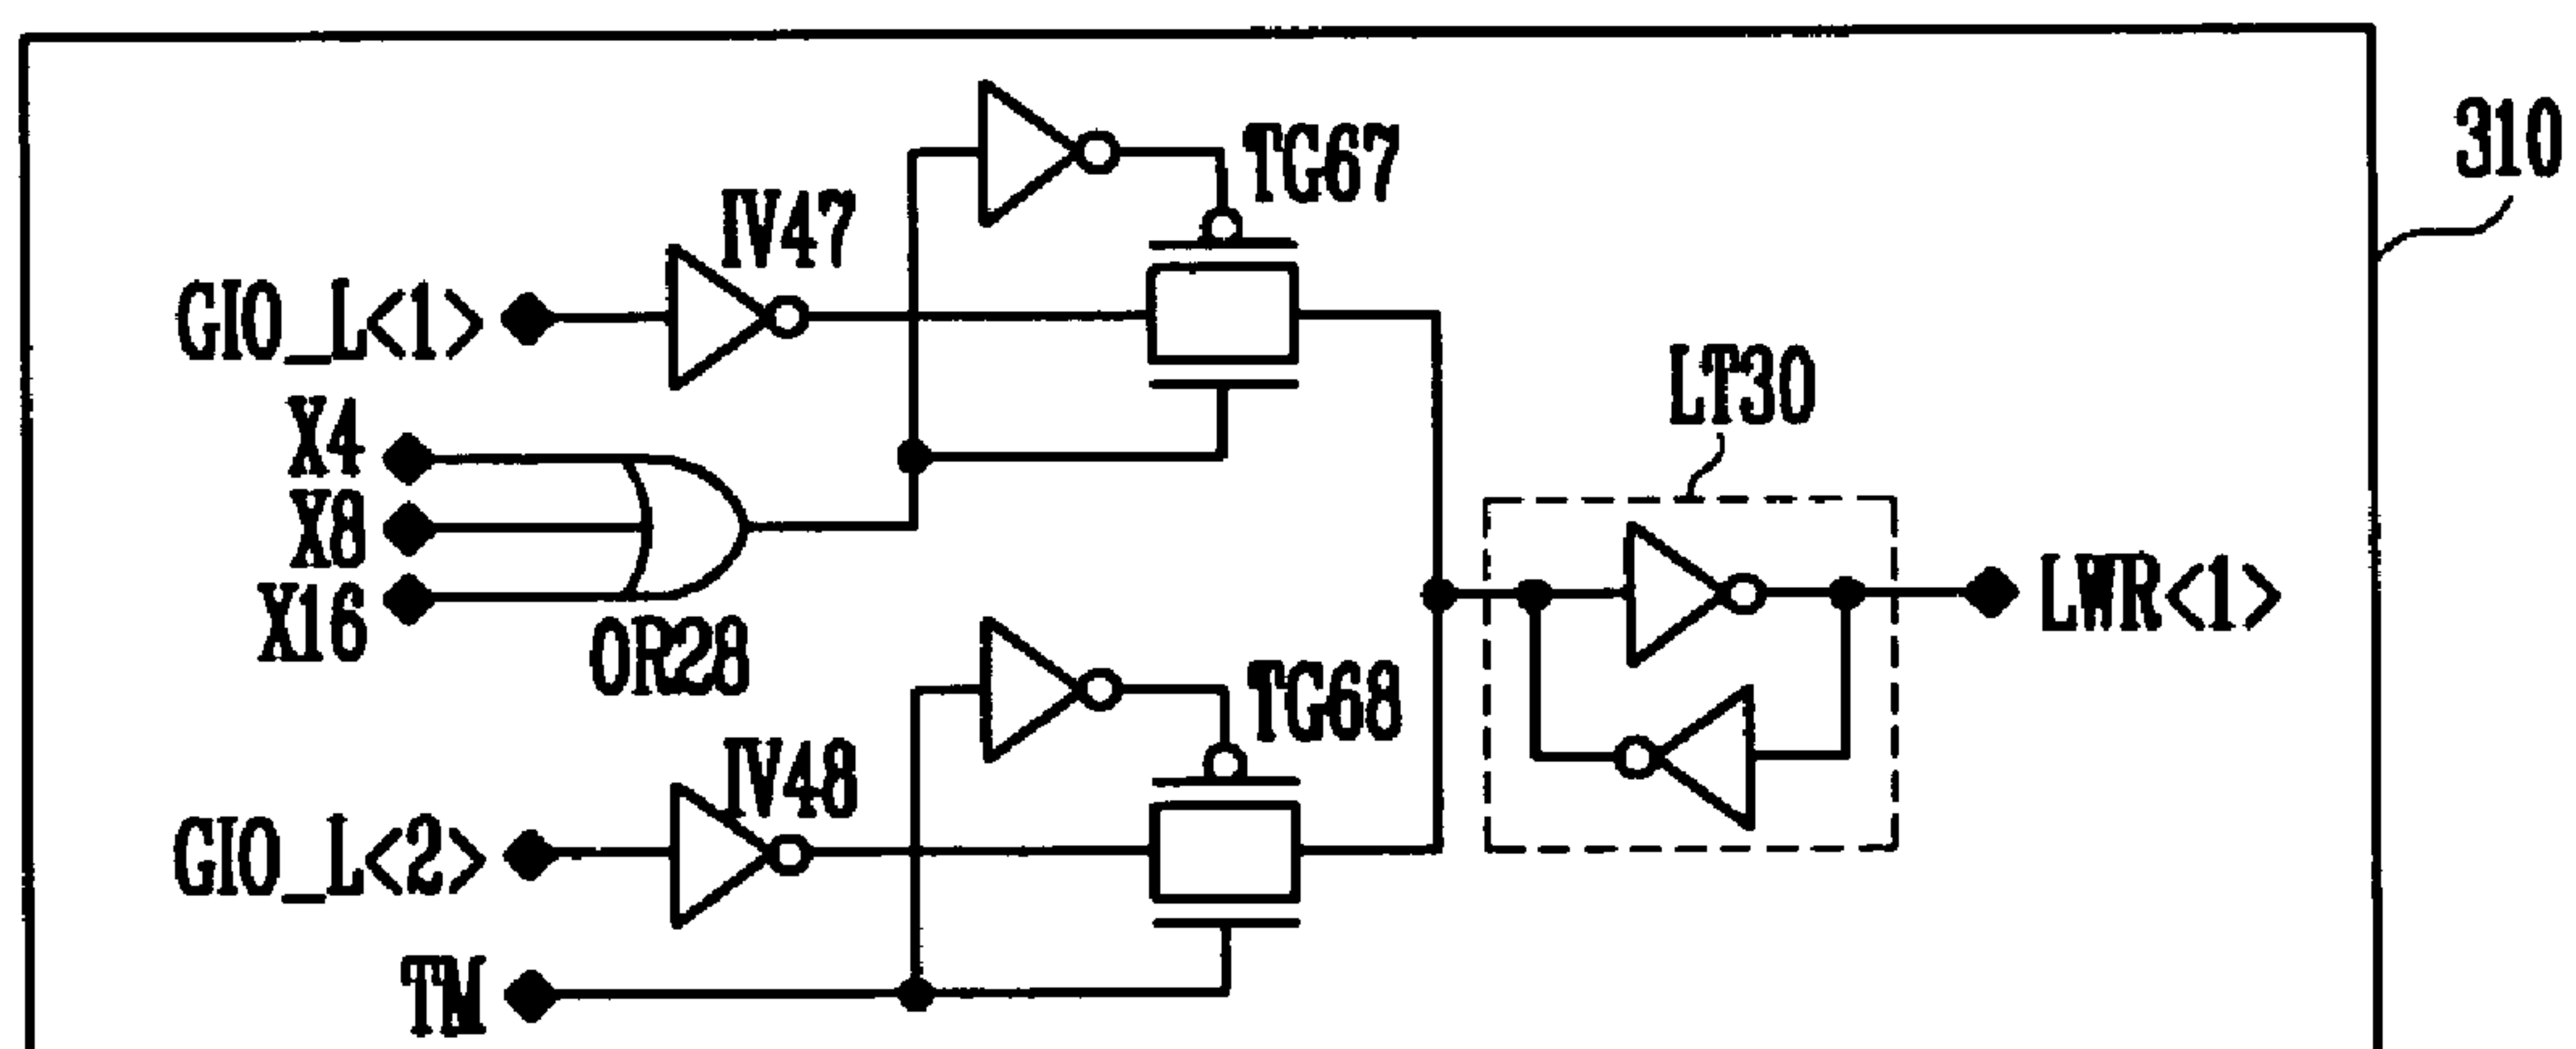 TG67
310
IV47
GIO_L<1>
LT30
X4
X8
X16
OR28
LWR<1>
TG68
IV48
GIO_L<2>
TM